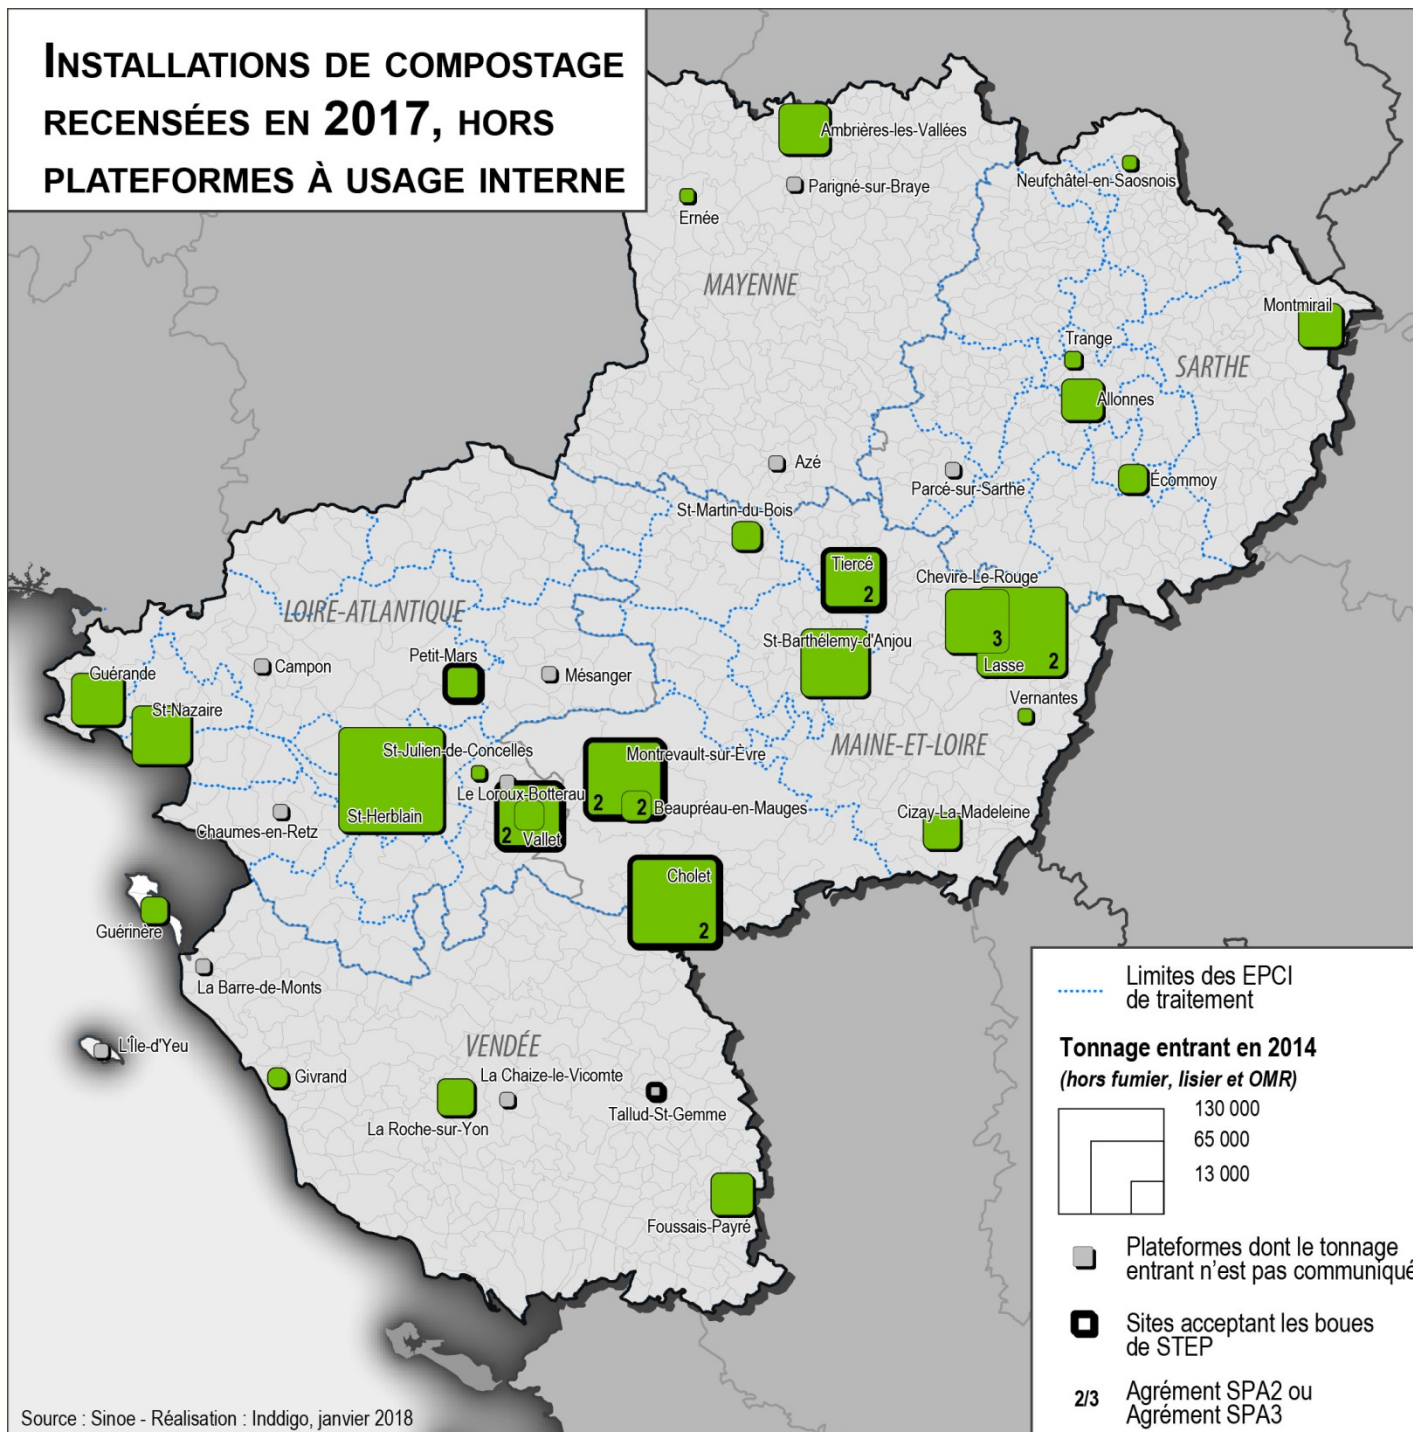 INSTALLATIONS DE COMPOSTAGE
RECENSÉES EN 2017, HORS
PLATEFORMES À USAGE INTERNE
Ambrières-les-Vallées
Parigné-sur-Braye
Neufchâtel-en-Saosnois
Ernée
MAYENNE
Montmirail
Trange
SARTHE
Allonnes
Azé
Parcé-sur-Sarthe
Écommoy
St-Martin-du-Bois
Tiercé
2
Chevire-Le-Rouge
3
Lasse
2
LOIRE-ATLANTIQUE
St-Barthélemy-d'Anjou
Petit-Mars
Campon
Mésanger
Guérande
St-Nazaire
Vernantes
MAINE-ET-LOIRE
St-Julien-de-Concelles
Montrevault-sur-Èvre
2
Le Loroux-Botterau
2
Beaupréau-en-Mauges
St-Herblain
Cizay-La-Madeleine
Chaumes-en-Retz
2
Vallet
Cholet
2
Guérinère
La Barre-de-Monts
L'Île-d'Yeu
VENDÉE
Givrand
La Chaize-le-Vicomte
La Roche-sur-Yon
Tallud-St-Gemme
Foussais-Payré
Limites des EPCI
de traitement
Tonnage entrant en 2014
(hors fumier, lisier et OMR)
130 000
65 000
13 000
Plateformes dont le tonnage
entrant n’est pas communiqué
Sites acceptant les boues
de STEP
2/3 Agrément SPA2 ou
Agrément SPA3
Source : Sinoe - Réalisation : Inddigo, janvier 2018